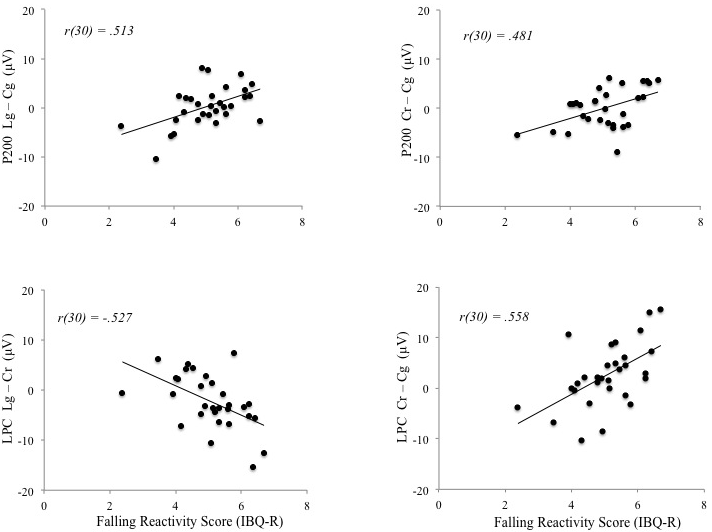 20
10
0
-10
-20
0 2 4 6 8
P200 Lg – Cg (µV)
r(30) = .513
20
10
0
-10
-20
0 2 4 6 8
P200 Cr – Cg (µV)
r(30) = .481
20
10
0
-10
-20
0 2 4 6 8
LPC Lg – Cr (µV)
r(30) = -.527
Falling Reactivity Score (IBQ-R)
20
10
0
-10
-20
0 2 4 6 8
LPC Cr – Cg (µV)
r(30) = .558
Falling Reactivity Score (IBQ-R)